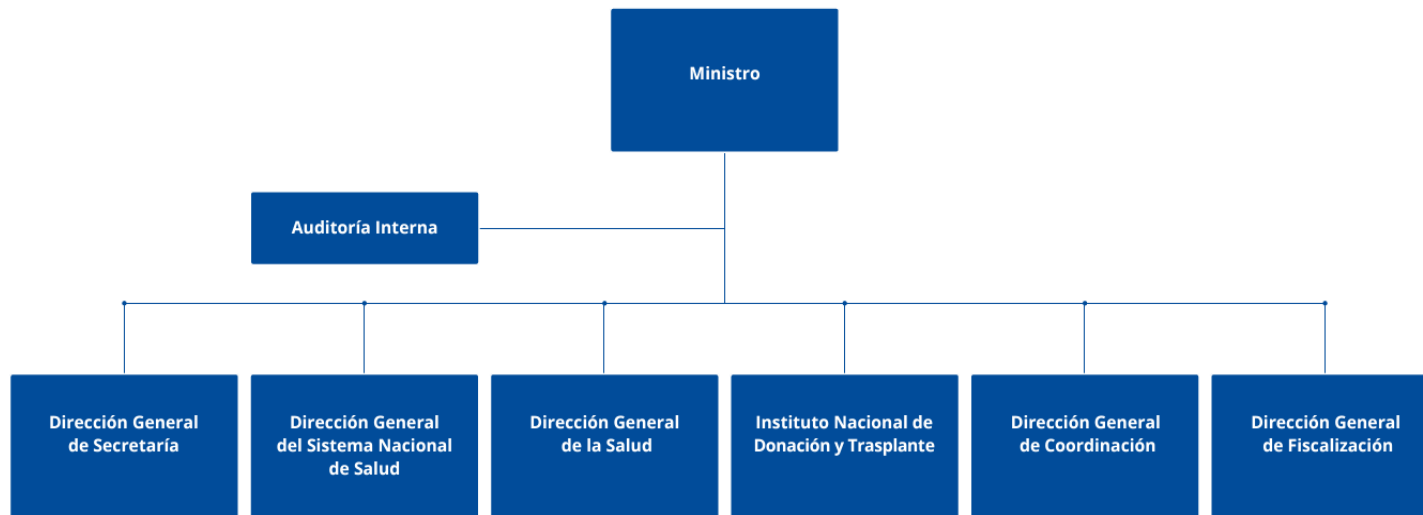 Ministro
Auditoría Interna
Dirección General
de Secretaría
Dirección General
del Sistema Nacional
de Salud
Dirección General
de la Salud
Instituto Nacional de
Donación y Trasplante
Dirección General
de Coordinación
Dirección General
de Fiscalización